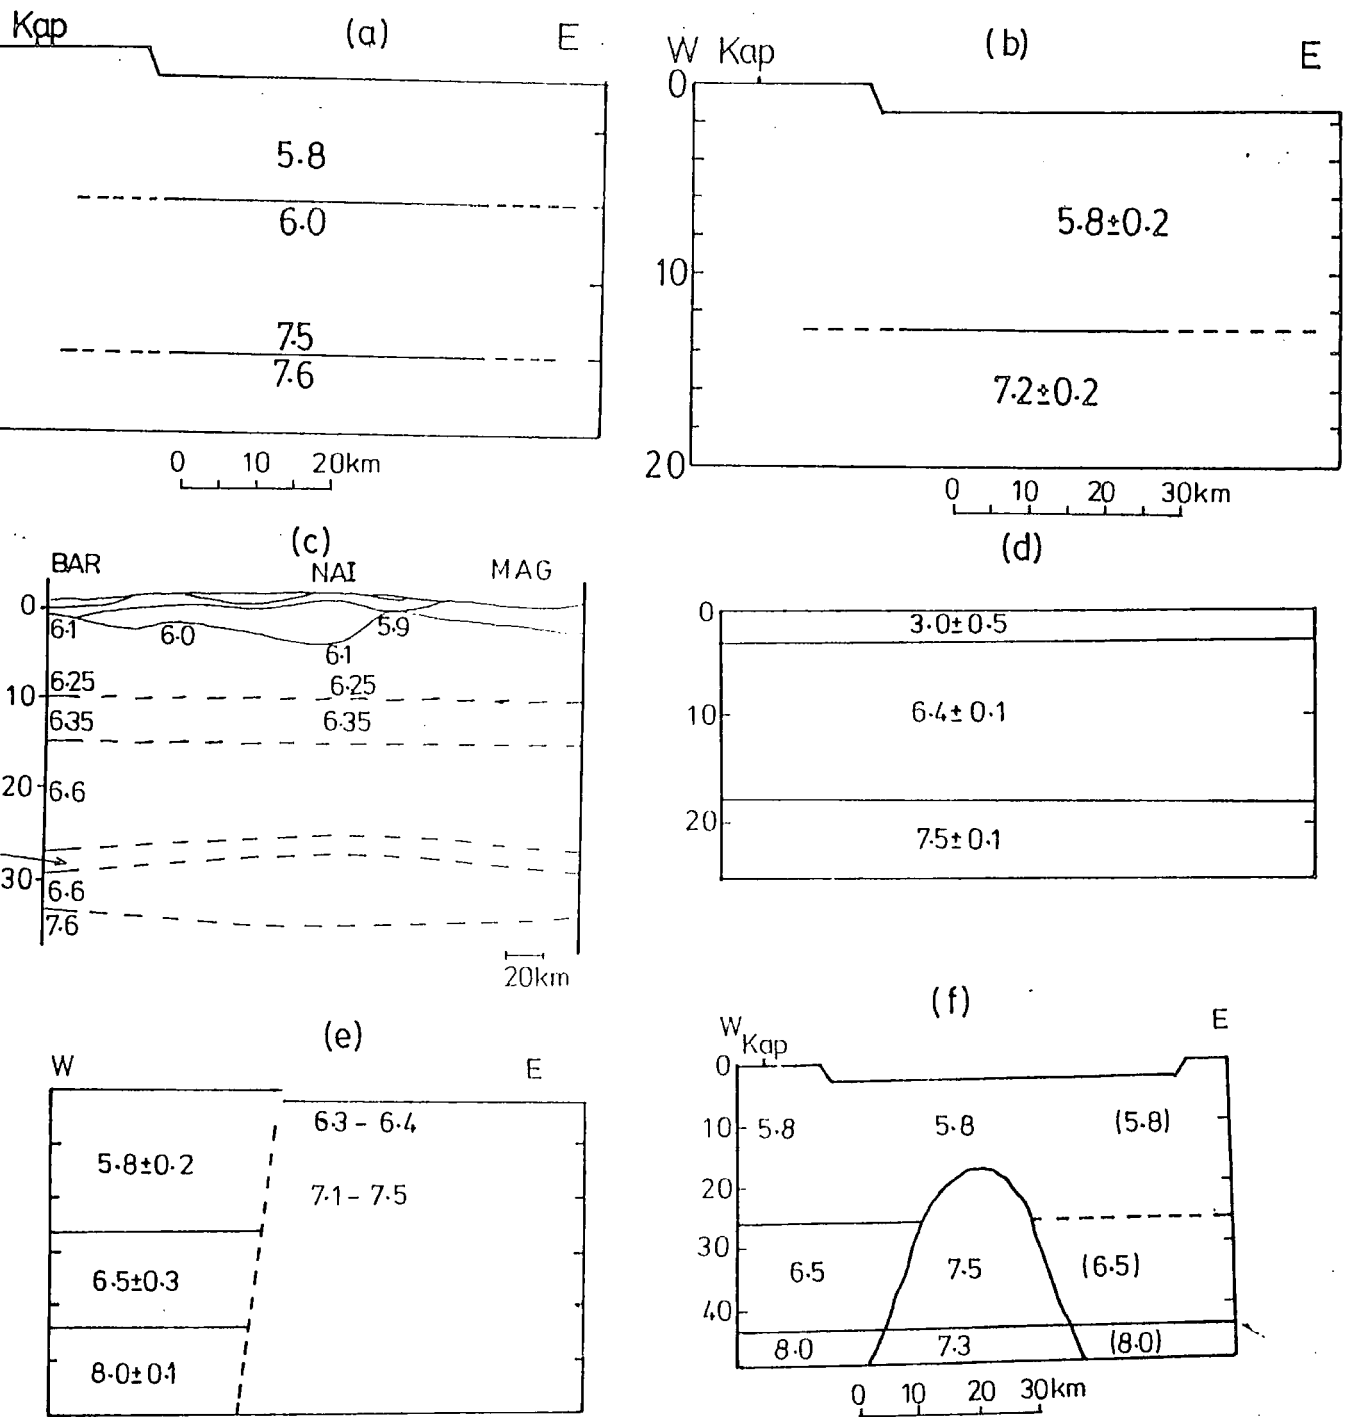 Kap (a) E
5.8
6.0
7.5
7.6
0 10 20km
W Kap (b) E
0
5.8±0.2
10
7.2±0.2
20
0 10 20 30km
(c)
BAR NAI MAG
0
6.1 6.0 5.9
6.1
6.25 6.25
10
6.35 6.35
20 6.6
30
6.6
7.6
20km
(d)
0
3.0±0.5
10 6.4±0.1
20
7.5±0.1
(e)
W E
6.3-6.4
5.8±0.2
7.1-7.5
6.5±0.3
8.0±0.1
(f)
W Kap E
0
10 5.8 5.8 (5.8)
20
30
6.5 7.5 (6.5)
40
8.0 7.3 (8.0)
0 10 20 30km